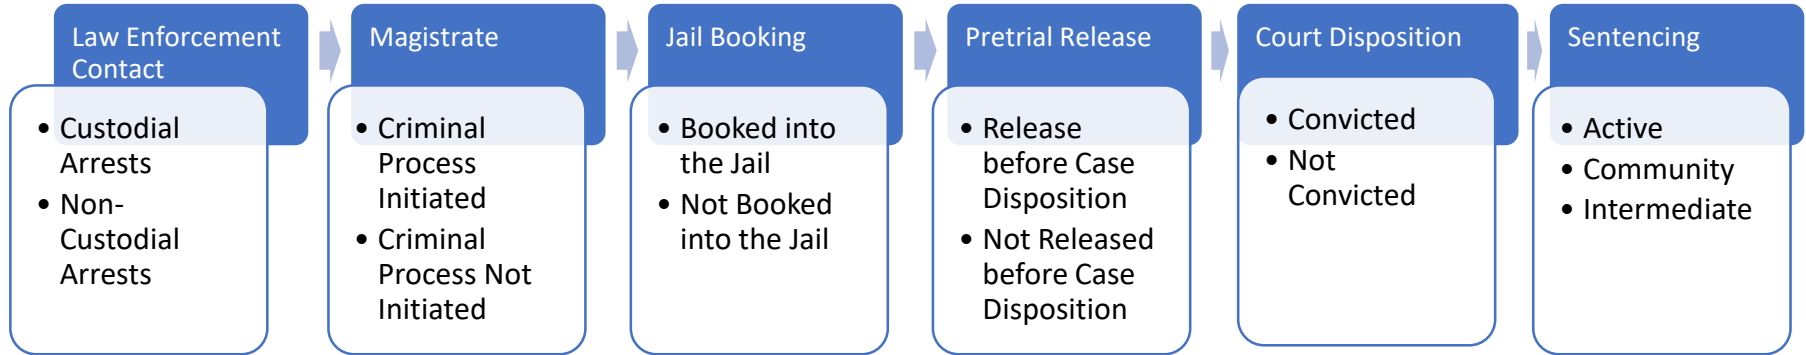 Law Enforcement
Contact
• Custodial
Arrests
• Non-
Custodial
Arrests
Magistrate
• Criminal
Process
Initiated
• Criminal
Process Not
Initiated
Jail Booking
• Booked into
the Jail
• Not Booked
into the Jail
Pretrial Release
• Release
before Case
Disposition
• Not Released
before Case
Disposition
Court Disposition
• Convicted
• Not
Convicted
Sentencing
• Active
• Community
• Intermediate